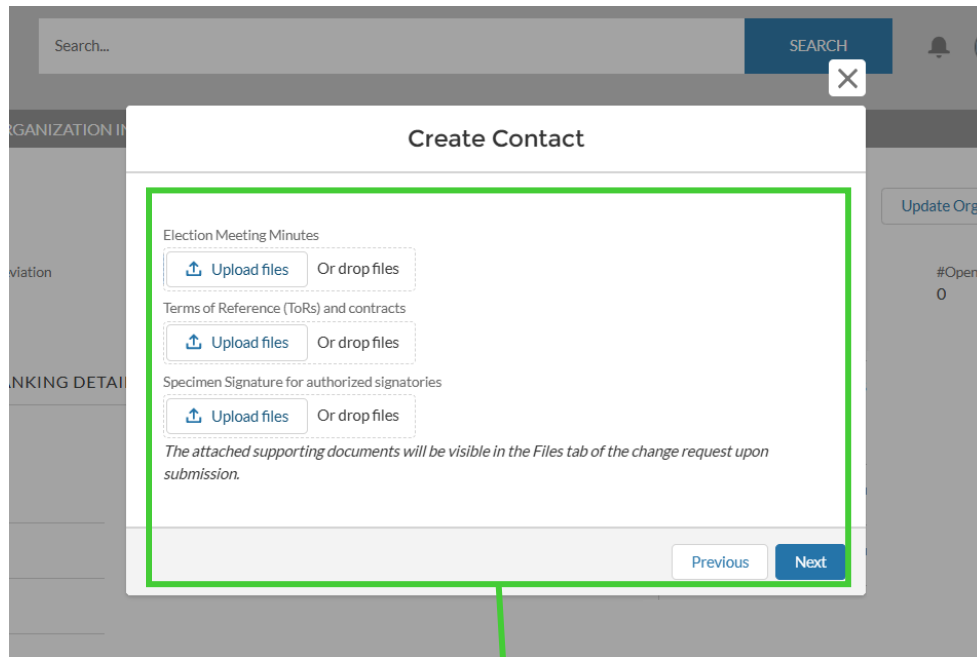 Search...
SEARCH
RGANIZATION IN
Create Contact
Update Org
Election Meeting Minutes
Upload files Or drop files
eviation
#Open
0
Terms of Reference (ToRs) and contracts
Upload files Or drop files
NKING DETAI
Specimen Signature for authorized signatories
Upload files Or drop files
The attached supporting documents will be visible in the Files tab of the change request upon
submission.
Previous
Next